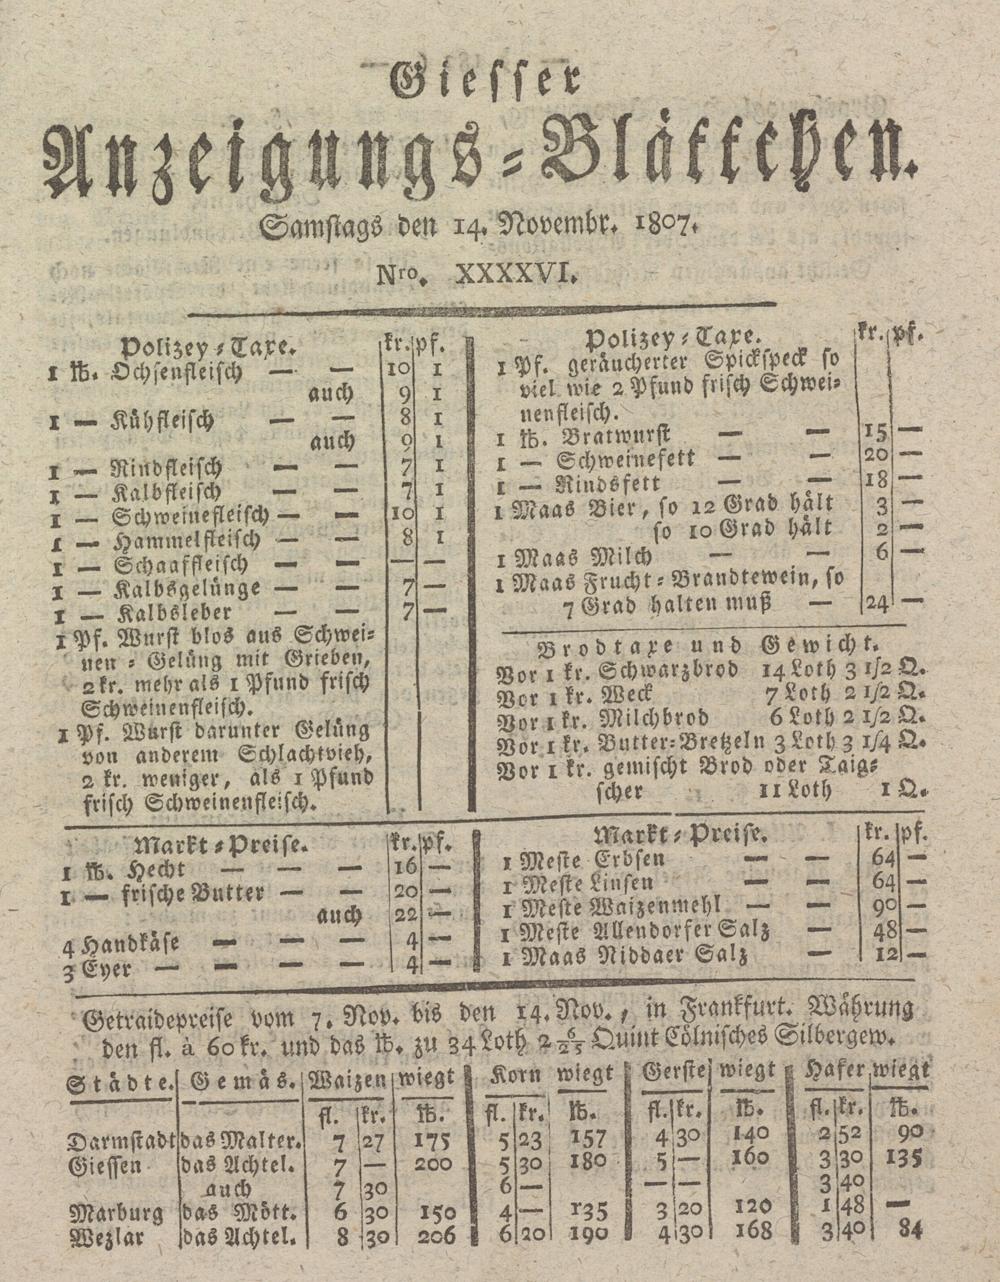 Giesser
Anzeigungs-Blättchen.
Samstags den 14. Novembr. 1807.
Nro. XXXXVI.
Polizey-Taxe. kr. pf.
1 ℔. Ochsenfleisch — — 10 1
auch 9 1
1 — Kühfleisch — — 8 1
auch 9 1
1 — Rindfleisch — — 7 1
1 — Kalbfleisch — — 7 1
1 — Schweinefleisch — — 10 1
1 — Hammelfleisch — — 8 1
1 — Schaaffleisch — — — —
1 — Kalbsgelünge — — 7 —
1 — Kalbsleber — — 7 —
1 Pf. Wurst blos aus Schwei-
nen-Gelüng mit Grieben,
2 kr. mehr als 1 Pfund frisch
Schweinenfleisch.
1 Pf. Wurst darunter Gelüng
von anderem Schlachtvieh,
2 kr. weniger, als 1 Pfund
frisch Schweinenfleisch.
Polizey-Taxe. kr. pf.
1 Pf. geräucherter Spickspeck so
viel wie 2 Pfund frisch Schwei-
nenfleisch.
1 ℔. Bratwurst — — 15 —
1 — Schweinefett — — 20 —
1 — Rindsfett — — 18 —
1 Maas Bier, so 12 Grad hält 3 —
so 10 Grad hält 2 —
1 Maas Milch — — 6 —
1 Maas Frucht-Brandtewein, so
7 Grad halten muß — 24 —
Brodtaxe und Gewicht.
Vor 1 kr. Schwarzbrod 14 Loth 3 1/2 Q.
Vor 1 kr. Weck 7 Loth 2 1/2 Q.
Vor 1 kr. Milchbrod 6 Loth 2 1/2 Q.
Vor 1 kr. Butter-Bretzeln 3 Loth 3 1/4 Q.
Vor 1 kr. gemischt Brod oder Taig-
scher 11 Loth 1 Q.
Markt-Preise. kr. pf.
1 ℔. Hecht — — — 16 —
1 — frische Butter — — 20 —
auch 22 —
4 Handkäse — — — 4 —
3 Eyer — — — — 4 —
Markt-Preise. kr. pf.
1 Meste Erbsen — — 64 —
1 Meste Linsen — — 64 —
1 Meste Waizenmehl — — 90 —
1 Meste Allendorfer Salz — 48 —
1 Maas Niddaer Salz — 12 —
Getraidepreise vom 7. Nov. bis den 14. Nov., in Frankfurt. Währung
den fl. à 60 kr. und das ℔. zu 34 Loth 2 6/25 Quint Cölnisches Silbergew.
Städte. Gemäs. Waizen wiegt Korn wiegt Gerste wiegt Hafer wiegt
fl. kr. ℔. fl. kr. ℔. fl. kr. ℔. fl. kr. ℔.
Darmstadt das Malter. 7 27 175 5 23 157 4 30 140 2 52 90
Giessen das Achtel. 7 — 200 5 30 180 5 — 160 3 30 135
auch 7 30 6 — — — 3 40
Marburg das Mött. 6 30 150 4 — 135 3 20 120 1 48 —
Wezlar das Achtel. 8 30 206 6 20 190 4 30 168 3 40 84